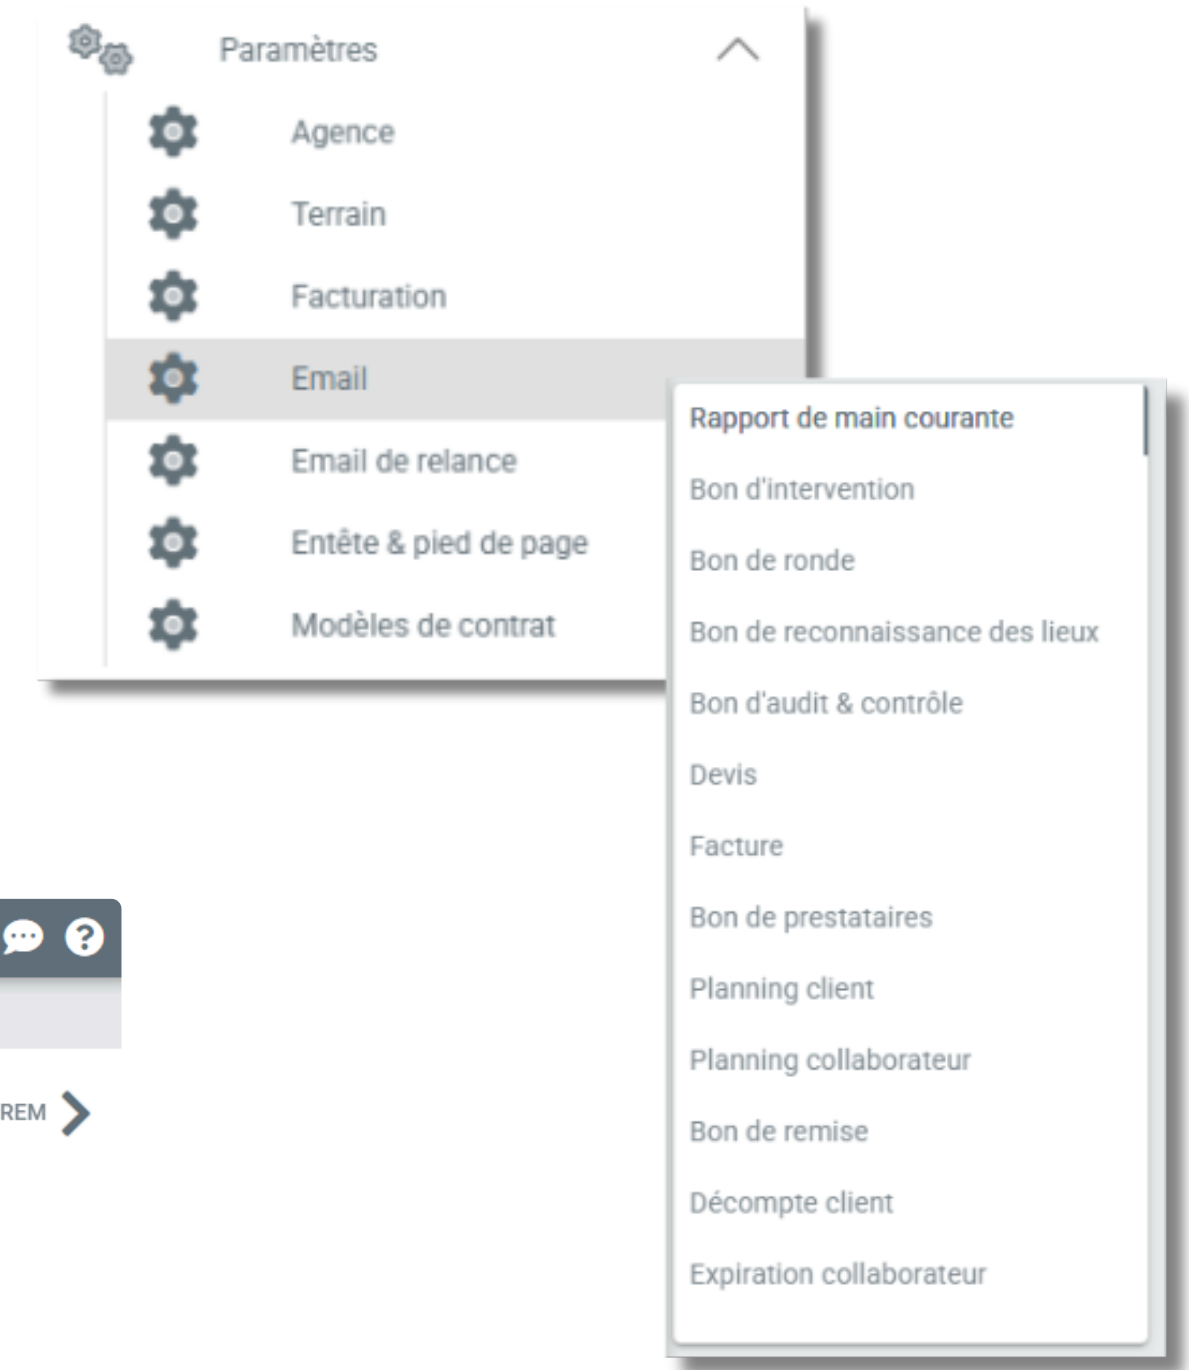 Paramètres
Agence
Terrain
Facturation
Email
Email de relance
Entête & pied de page
Modèles de contrat
Rapport de main courante
Bon d'intervention
Bon de ronde
Bon de reconnaissance des lieux
Bon d'audit & contrôle
Devis
Facture
Bon de prestataires
Planning client
Planning collaborateur
Bon de remise
Décompte client
Expiration collaborateur
REM